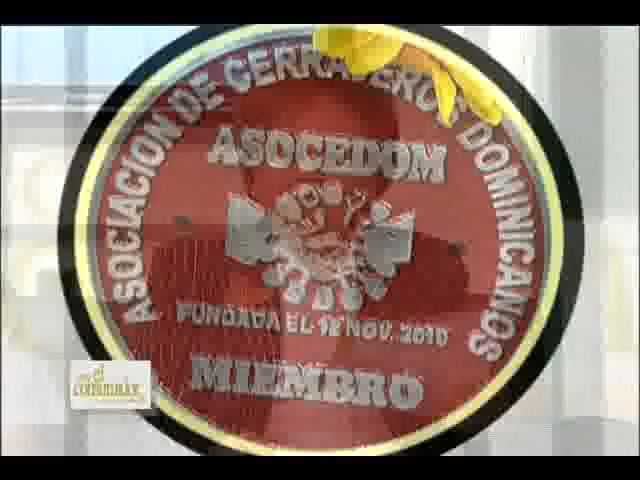 ASOCIACION DE CERRAJEROS DOMINICANOS
ASOCEDOM
FUNDADA EL 12 NOV. 2010
MIEMBRO